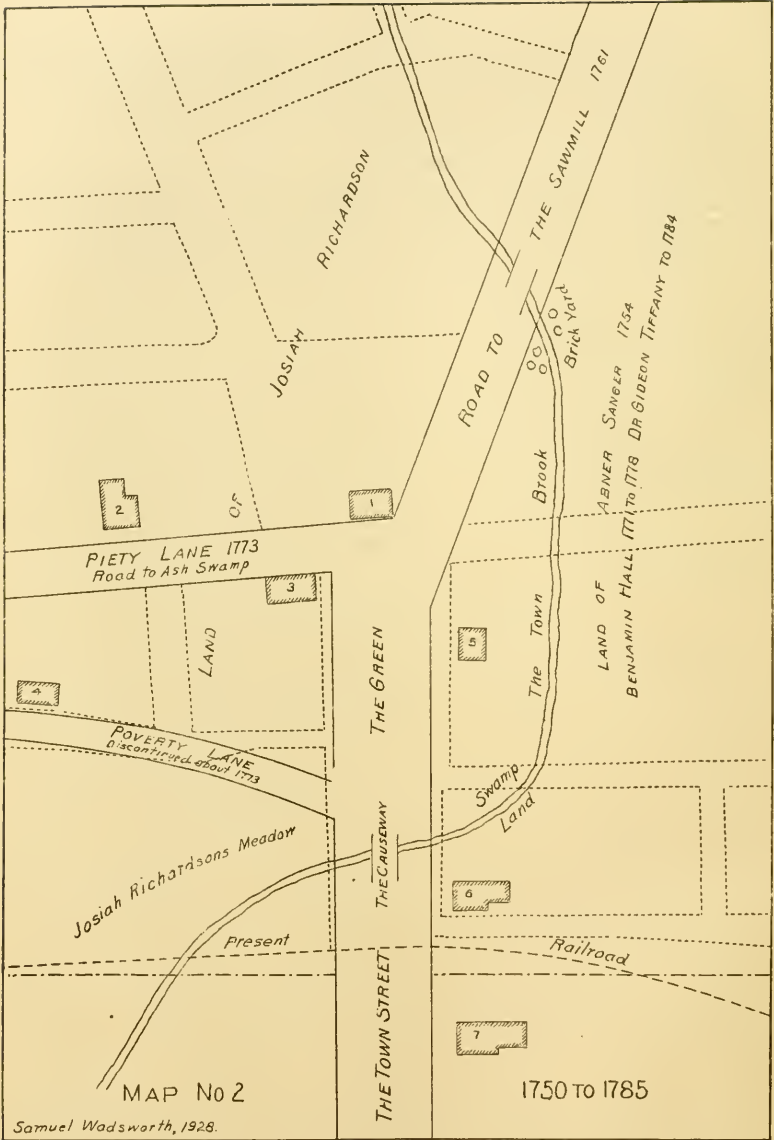 ROAD TO THE SAWMILL 1761
LAND OF JOSIAH RICHARDSON
Brick Yard
LAND OF ABNER SANGER 1754
BENJAMIN HALL 1771 TO 1778 DR GIDEON TIFFANY TO 1784
1
2
PIETY LANE 1773
Road to Ash Swamp
3
4
5
The Town Brook
THE GREEN
POVERTY LANE
Discontinued about 1773
Swamp
Land
THE CAUSEWAY
Josiah Richardsons Meadow
6
Present Railroad
THE TOWN STREET
7
MAP No 2
1750 TO 1785
Samuel Wadsworth, 1928.